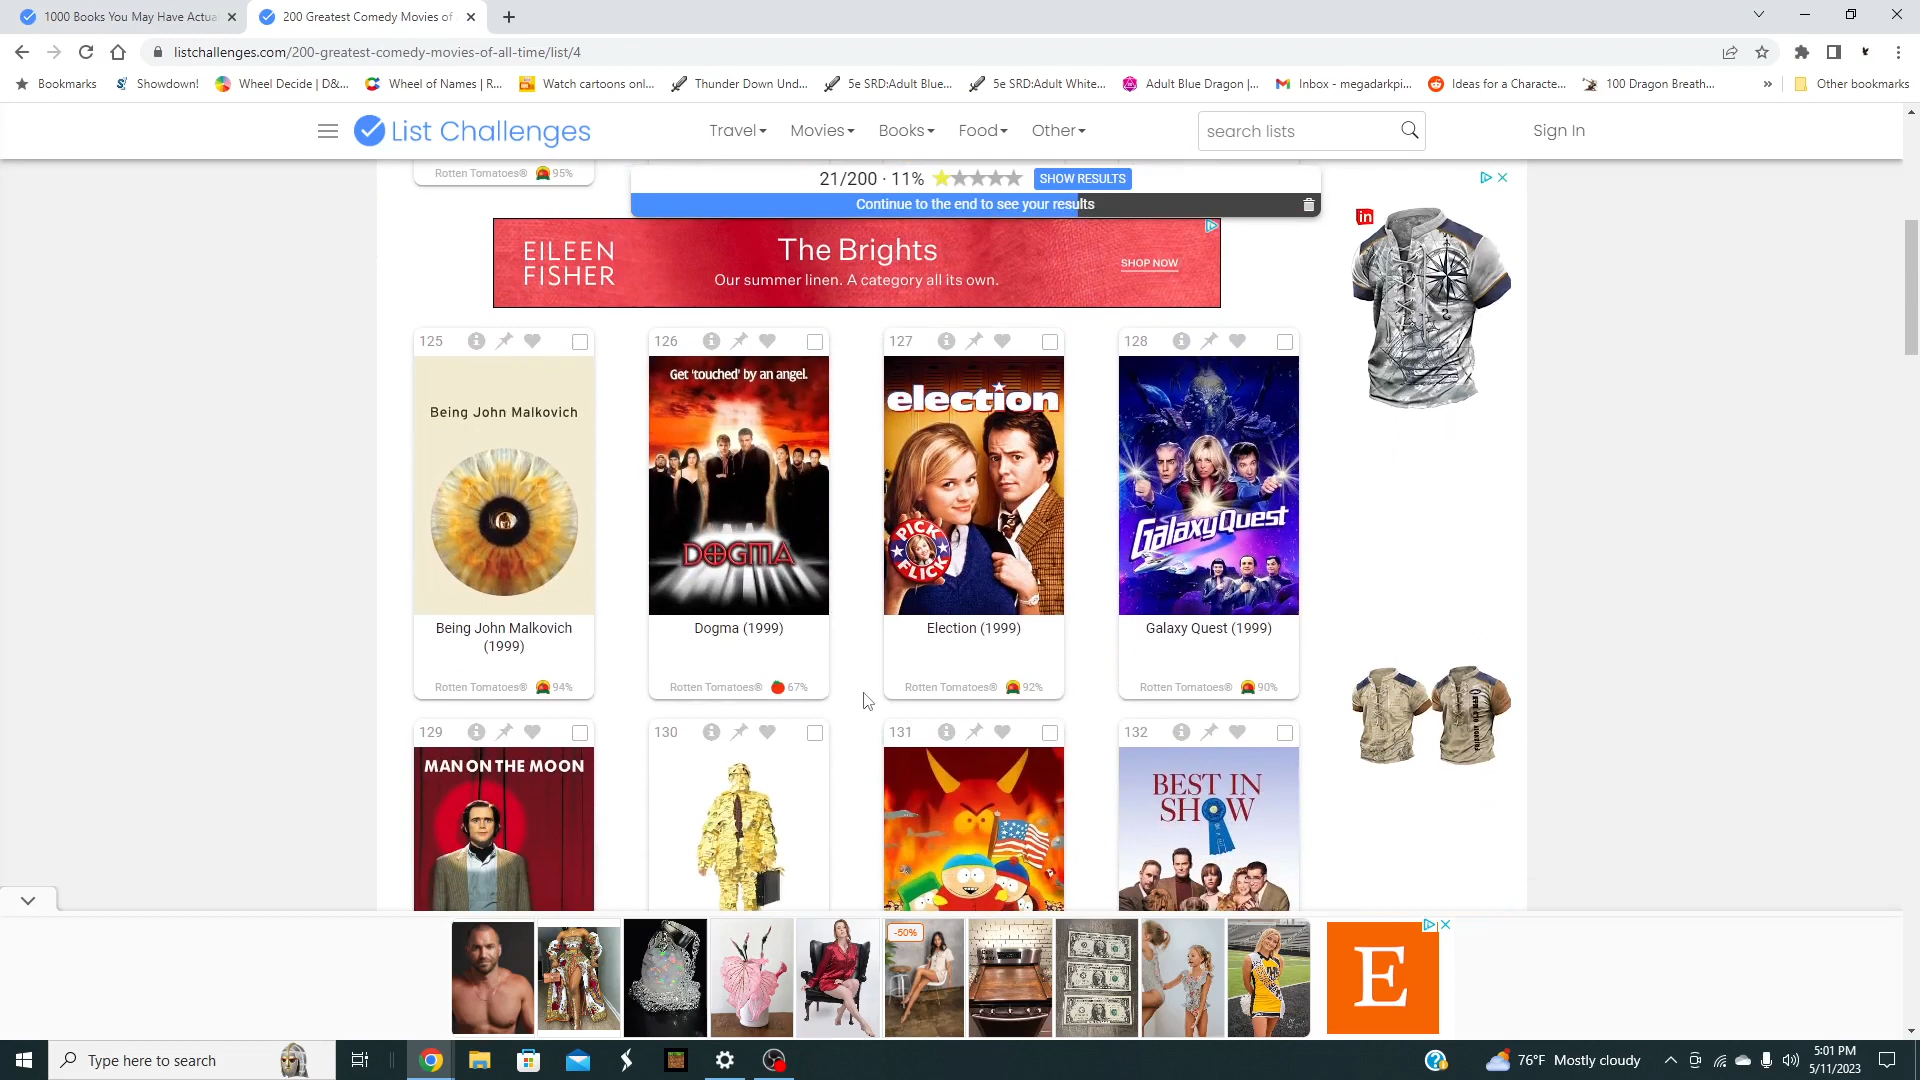 1000 Books You May Have Actua
200 Greatest Comedy Movies of
listchallenges.com/200-greatest-comedy-movies-of-all-time/list/4
Bookmarks
Showdown!
Wheel Decide | D&...
Wheel of Names | R...
Watch cartoons onl...
Thunder Down Und...
5e SRD:Adult Blue...
5e SRD:Adult White...
Adult Blue Dragon |...
Inbox - megadarkpi...
Ideas for a Characte...
100 Dragon Breath...
»
Other bookmarks
List Challenges
Travel
Movies
Books
Food
Other
search lists
Sign In
Rotten Tomatoes® 95%
21/200 · 11%
SHOW RESULTS
Continue to the end to see your results
EILEEN
FISHER
The Brights
Our summer linen. A category all its own.
SHOP NOW
in
125
126
127
128
Being John Malkovich
Get 'touched' by an angel.
DOGMA
election
PICK
FLICK
GalaxyQuest
Being John Malkovich
(1999)
Dogma (1999)
Election (1999)
Galaxy Quest (1999)
Rotten Tomatoes® 94%
Rotten Tomatoes® 67%
Rotten Tomatoes® 92%
Rotten Tomatoes® 90%
129
130
131
132
MAN ON THE MOON
BEST IN
SHOW
-50%
E
Type here to search
76°F Mostly cloudy
5:01 PM
5/11/2023